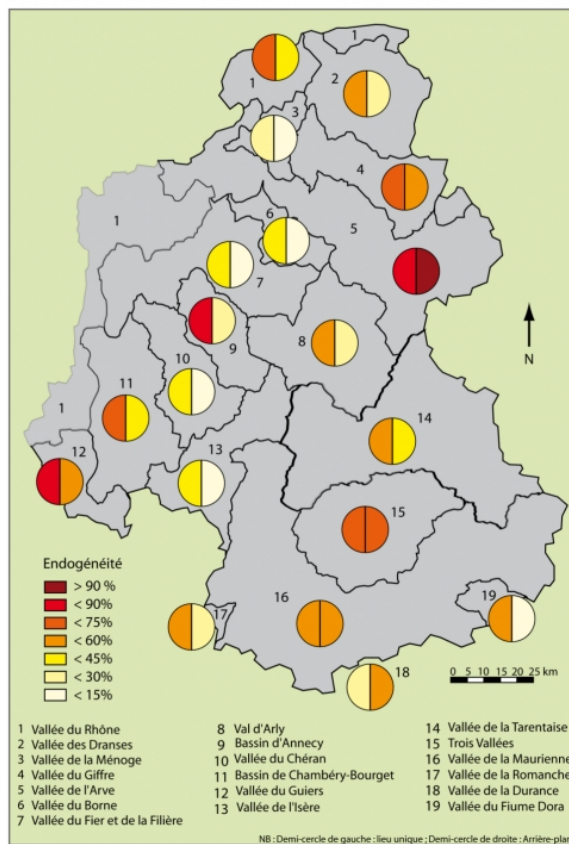 1
1
2
3
4
6
5
1
7
8
9
10
11
1
14
12
13
N
15
16
17
19
18
Endogénéité
> 90 %
< 90%
< 75%
< 60%
< 45%
< 30%
< 15%
0 5 10 15 20 25 km
1 Vallée du Rhône
2 Vallée des Dranses
3 Vallée de la Ménoge
4 Vallée du Giffre
5 Vallée de l'Arve
6 Vallée du Borne
7 Vallée du Fier et de la Filière
8 Val d'Arly
9 Bassin d'Annecy
10 Vallée du Chéran
11 Bassin de Chambéry-Bourget
12 Vallée du Guiers
13 Vallée de l'Isère
14 Vallée de la Tarentaise
15 Trois Vallées
16 Vallée de la Maurienne
17 Vallée de la Romanche
18 Vallée de la Durance
19 Vallée du Fiume Dora
NB : Demi-cercle de gauche : lieu unique ; Demi-cercle de droite : Arrière-plan